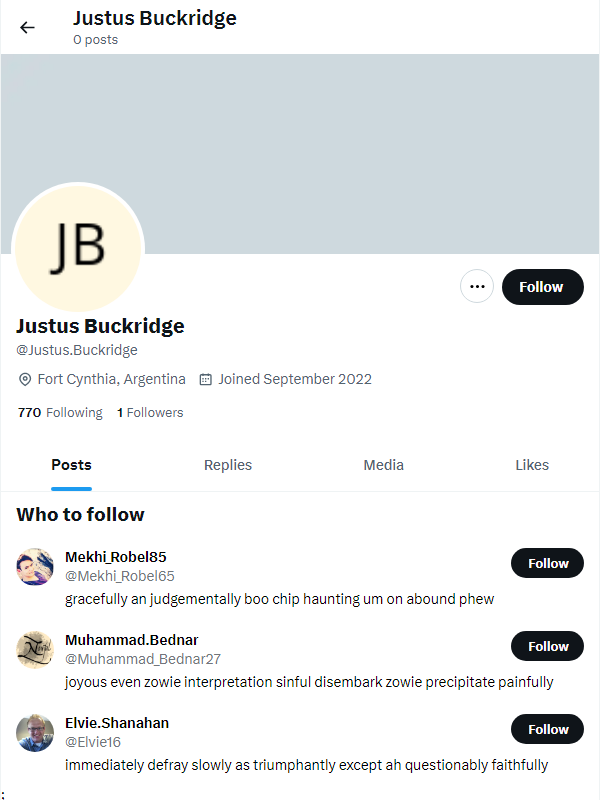 Justus Buckridge
0 posts
JB
Follow
Justus Buckridge
@Justus.Buckridge
Fort Cynthia, Argentina Joined September 2022
770 Following 1 Followers
Posts Replies Media Likes
Who to follow
Mekhi_Robel85
@Mekhi_Robel65
Follow
gracefully an judgementally boo chip haunting um on abound phew
Muhammad.Bednar
@Muhammad_Bednar27
Follow
joyous even zowie interpretation sinful disembark zowie precipitate painfully
Elvie.Shanahan
@Elvie16
Follow
immediately defray slowly as triumphantly except ah questionably faithfully
;